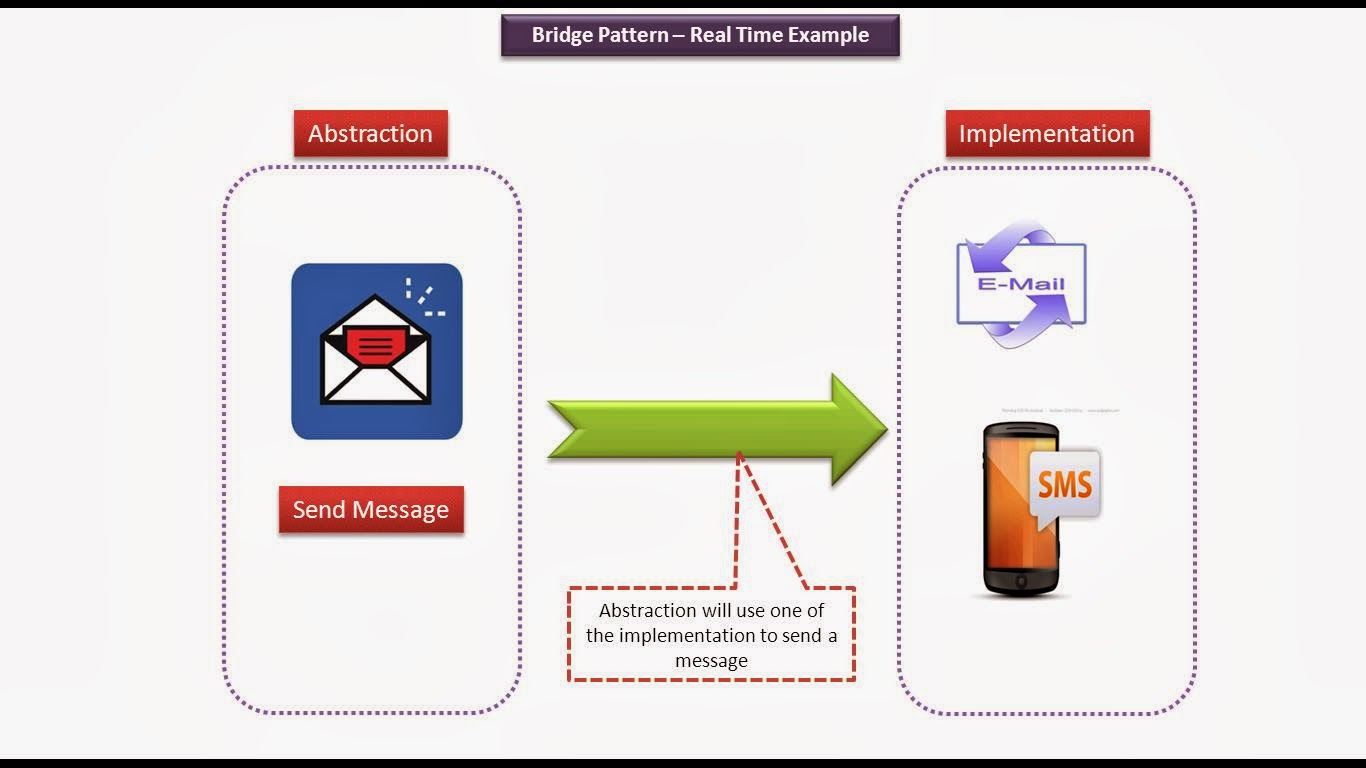 Bridge Pattern – Real Time Example
Abstraction
Implementation
E-Mail
SMS
Send Message
Abstraction will use one of
the implementation to send a
message